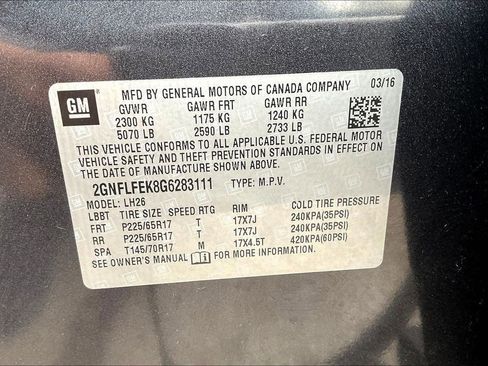 GM
MFD BY GENERAL MOTORS OF CANADA COMPANY 03/16
GVWR GAWR FRT GAWR RR
2300 KG 1175 KG 1240 KG
5070 LB 2590 LB 2733 LB
THIS VEHICLE CONFORMS TO ALL APPLICABLE U.S. FEDERAL MOTOR
VEHICLE SAFETY AND THEFT PREVENTION STANDARDS IN EFFECT ON
THE DATE OF MANUFACTURE SHOWN ABOVE.
2GNFLFEK8G6283111 TYPE: M.P.V.
MODEL: LH26
LBBT TIRE SIZE SPEED RTG RIM COLD TIRE PRESSURE
FRT P225/65R17 T 17X7J 240KPA(35PSI)
RR P225/65R17 T 17X7J 240KPA(35PSI)
SPA T145/70R17 M 17X4.5T 420KPA(60PSI)
SEE OWNER'S MANUAL FOR MORE INFORMATION.